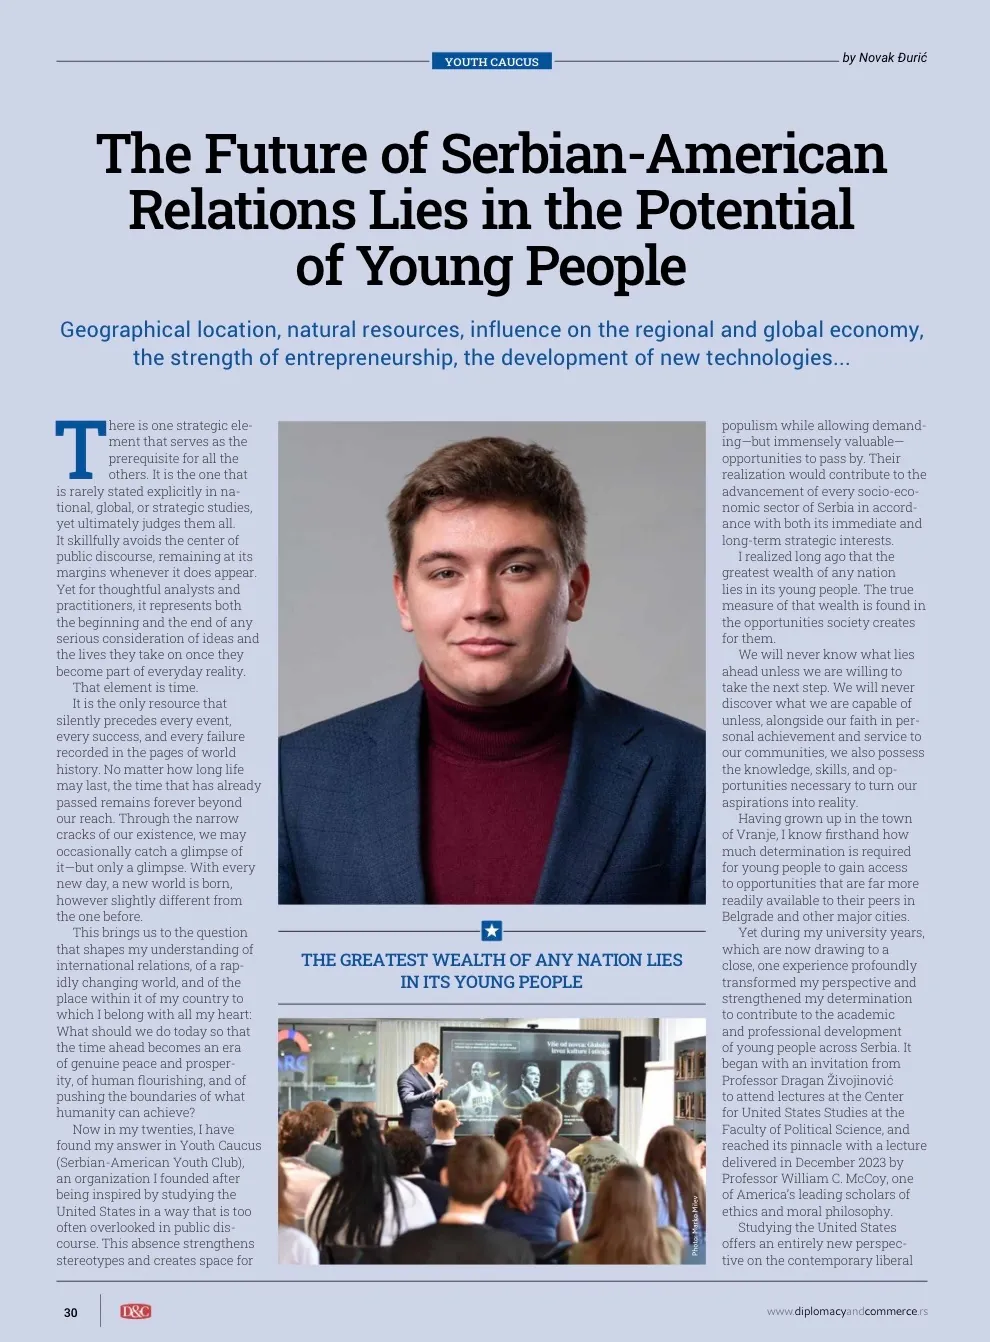 YOUTH CAUCUS
by Novak Đurić
The Future of Serbian-American
Relations Lies in the Potential
of Young People
Geographical location, natural resources, influence on the regional and global economy,
the strength of entrepreneurship, the development of new technologies...
There is one strategic ele-
ment that serves as the
prerequisite for all the
others. It is the one that
is rarely stated explicitly in na-
tional, global, or strategic studies,
yet ultimately judges them all.
It skillfully avoids the center of
public discourse, remaining at its
margins whenever it does appear.
Yet for thoughtful analysts and
practitioners, it represents both
the beginning and the end of any
serious consideration of ideas and
the lives they take on once they
become part of everyday reality.
That element is time.
It is the only resource that
silently precedes every event,
every success, and every failure
recorded in the pages of world
history. No matter how long life
may last, the time that has already
passed remains forever beyond
our reach. Through the narrow
cracks of our existence, we may
occasionally catch a glimpse of
it—but only a glimpse. With every
new day, a new world is born,
however slightly different from
the one before.
This brings us to the question
that shapes my understanding of
international relations, of a rap-
idly changing world, and of the
place within it of my country to
which I belong with all my heart:
What should we do today so that
the time ahead becomes an era
of genuine peace and prosper-
ity, of human flourishing, and of
pushing the boundaries of what
humanity can achieve?
Now in my twenties, I have
found my answer in Youth Caucus
(Serbian-American Youth Club),
an organization I founded after
being inspired by studying the
United States in a way that is too
often overlooked in public dis-
course. This absence strengthens
stereotypes and creates space for
THE GREATEST WEALTH OF ANY NATION LIES
IN ITS YOUNG PEOPLE
Više od novca: Globalni
izvoz kulture i uticaja
Photo: Marko Milev
populism while allowing demand-
ing—but immensely valuable—
opportunities to pass by. Their
realization would contribute to the
advancement of every socio-eco-
nomic sector of Serbia in accord-
ance with both its immediate and
long-term strategic interests.
I realized long ago that the
greatest wealth of any nation
lies in its young people. The true
measure of that wealth is found in
the opportunities society creates
for them.
We will never know what lies
ahead unless we are willing to
take the next step. We will never
discover what we are capable of
unless, alongside our faith in per-
sonal achievement and service to
our communities, we also possess
the knowledge, skills, and op-
portunities necessary to turn our
aspirations into reality.
Having grown up in the town
of Vranje, I know firsthand how
much determination is required
for young people to gain access
to opportunities that are far more
readily available to their peers in
Belgrade and other major cities.
Yet during my university years,
which are now drawing to a
close, one experience profoundly
transformed my perspective and
strengthened my determination
to contribute to the academic
and professional development
of young people across Serbia. It
began with an invitation from
Professor Dragan Živojinović
to attend lectures at the Center
for United States Studies at the
Faculty of Political Science, and
reached its pinnacle with a lecture
delivered in December 2023 by
Professor William C. McCoy, one
of America's leading scholars of
ethics and moral philosophy.
Studying the United States
offers an entirely new perspec-
tive on the contemporary liberal
30
D&C
www.diplomacyandcommerce.rs